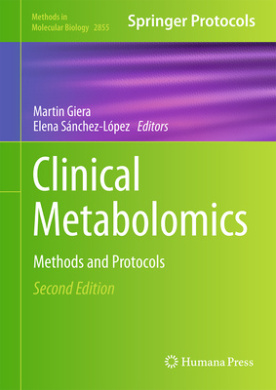 Methods in
Molecular Biology 2855
Springer Protocols
Martin Giera
Elena Sánchez-López Editors
Clinical
Metabolomics
Methods and Protocols
Second Edition
Humana Press